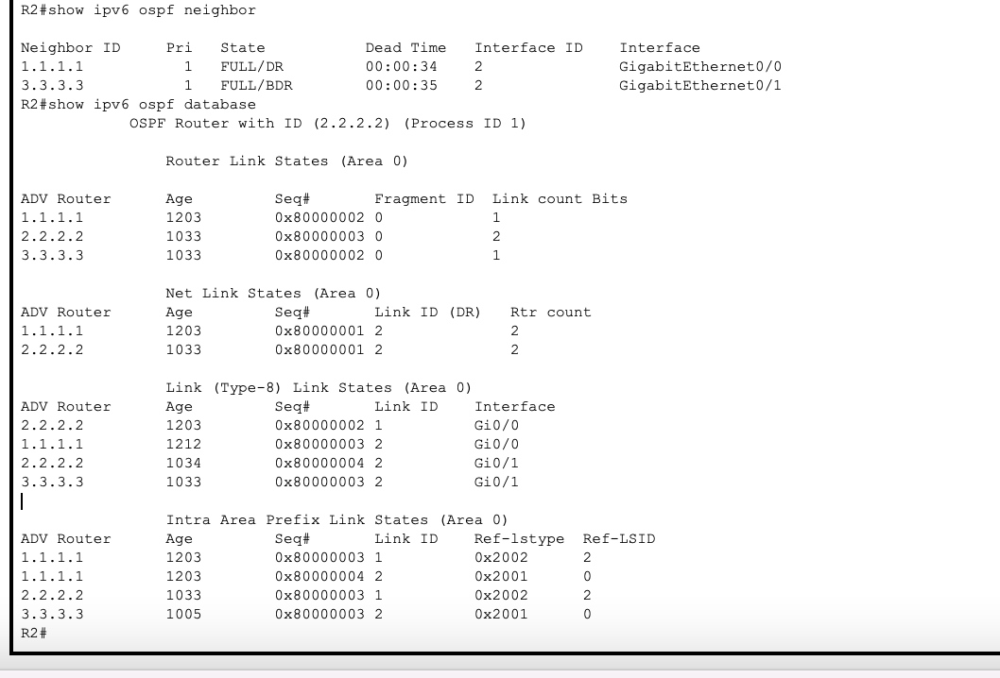 R2#show ipv6 ospf neighbor
Neighbor ID Pri State Dead Time Interface ID Interface
1.1.1.1 1 FULL/DR 00:00:34 2 GigabitEthernet0/0
3.3.3.3 1 FULL/BDR 00:00:35 2 GigabitEthernet0/1
R2#show ipv6 ospf database
OSPF Router with ID (2.2.2.2) (Process ID 1)
Router Link States (Area 0)
ADV Router Age Seq# Fragment ID Link count Bits
1.1.1.1 1203 0x80000002 0 1
2.2.2.2 1033 0x80000003 0 2
3.3.3.3 1033 0x80000002 0 1
Net Link States (Area 0)
ADV Router Age Seq# Link ID (DR) Rtr count
1.1.1.1 1203 0x80000001 2 2
2.2.2.2 1033 0x80000001 2 2
Link (Type-8) Link States (Area 0)
ADV Router Age Seq# Link ID Interface
2.2.2.2 1203 0x80000002 1 Gi0/0
1.1.1.1 1212 0x80000003 2 Gi0/0
2.2.2.2 1034 0x80000004 2 Gi0/1
3.3.3.3 1033 0x80000003 2 Gi0/1
Intra Area Prefix Link States (Area 0)
ADV Router Age Seq# Link ID Ref-lstype Ref-LSID
1.1.1.1 1203 0x80000003 1 0x2002 2
1.1.1.1 1203 0x80000004 2 0x2001 0
2.2.2.2 1033 0x80000003 1 0x2002 2
3.3.3.3 1005 0x80000003 2 0x2001 0
R2#